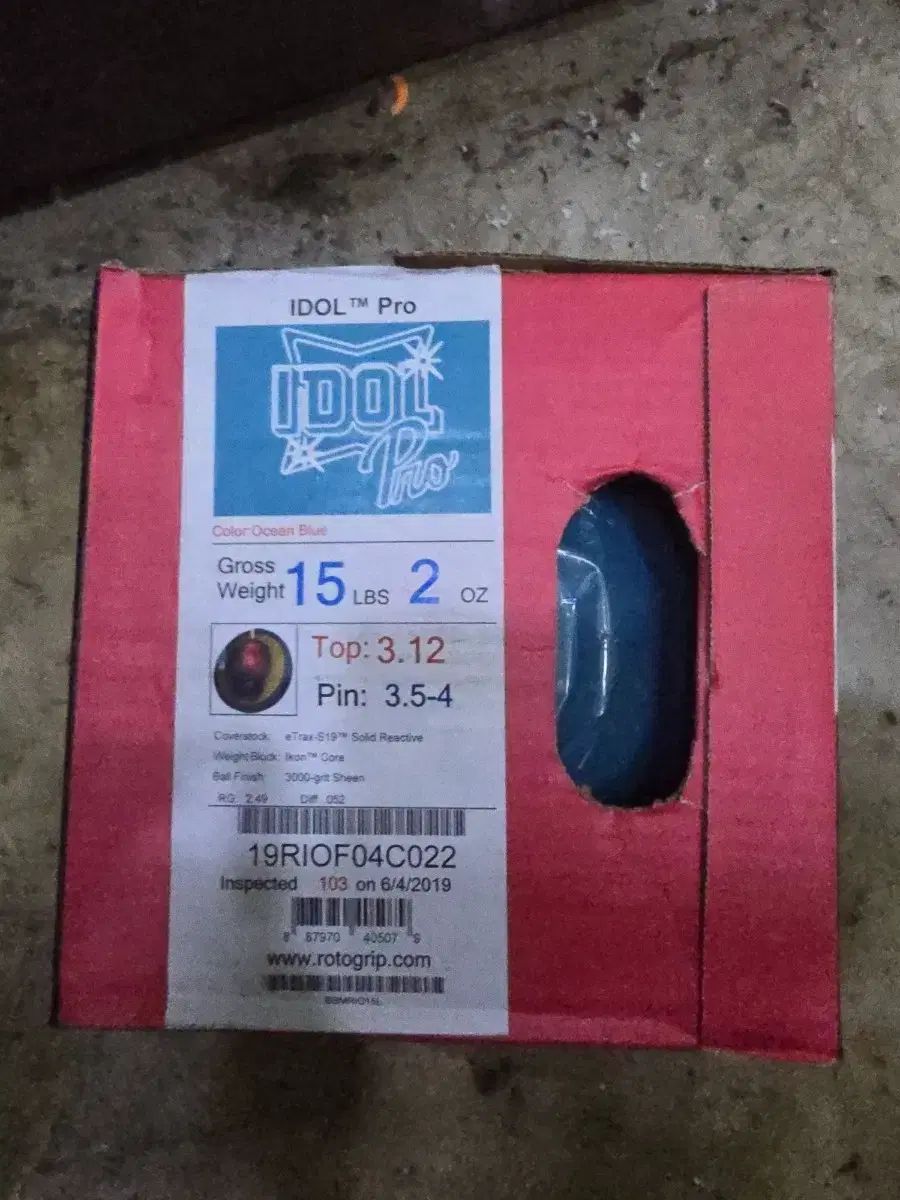 IDOL™ Pro
IDOL
Pro
Color:Ocean Blue
Gross
Weight 15 LBS 2 OZ
Top: 3.12
Pin: 3.5-4
Coverstock: eTrax-S19™ Solid Reactive
Weight Block: Ikon™ Core
Ball Finish: 3000-grit Sheen
RG: 2.49 Diff .052
19RIOF04C022
Inspected 103 on 6/4/2019
8 87970 40507 9
www.rotogrip.com